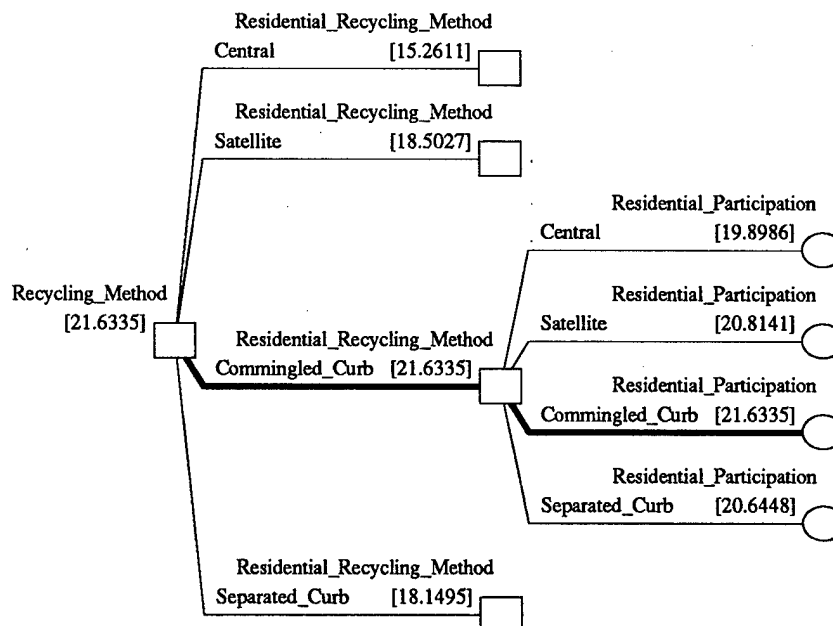 Residential_Recycling_Method
Central [15.2611]
Residential_Recycling_Method
Satellite [18.5027]
Residential_Participation
Central [19.8986]
Recycling_Method
[21.6335]
Residential_Participation
Satellite [20.8141]
Residential_Recycling_Method
Commingled_Curb [21.6335]
Residential_Participation
Commingled_Curb [21.6335]
Residential_Participation
Separated_Curb [20.6448]
Residential_Recycling_Method
Separated_Curb [18.1495]